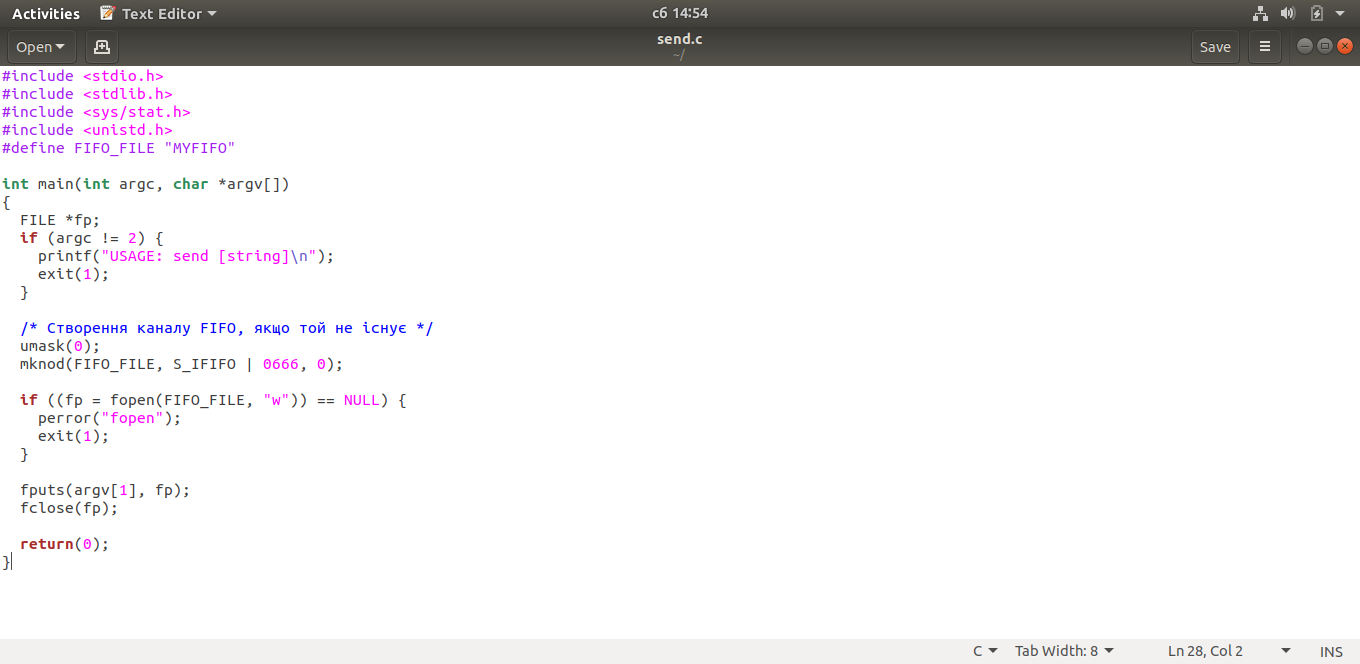 Activities Text Editor сб 14:54
Open send.c Save
~/
#include <stdio.h>
#include <stdlib.h>
#include <sys/stat.h>
#include <unistd.h>
#define FIFO_FILE "MYFIFO"
int main(int argc, char *argv[])
{
  FILE *fp;
  if (argc != 2) {
    printf("USAGE: send [string]\n");
    exit(1);
  }
  /* Створення каналу FIFO, якщо той не існує */
  umask(0);
  mknod(FIFO_FILE, S_IFIFO | 0666, 0);
  if ((fp = fopen(FIFO_FILE, "w")) == NULL) {
    perror("fopen");
    exit(1);
  }
  fputs(argv[1], fp);
  fclose(fp);
  return(0);
}
C Tab Width: 8 Ln 28, Col 2 INS